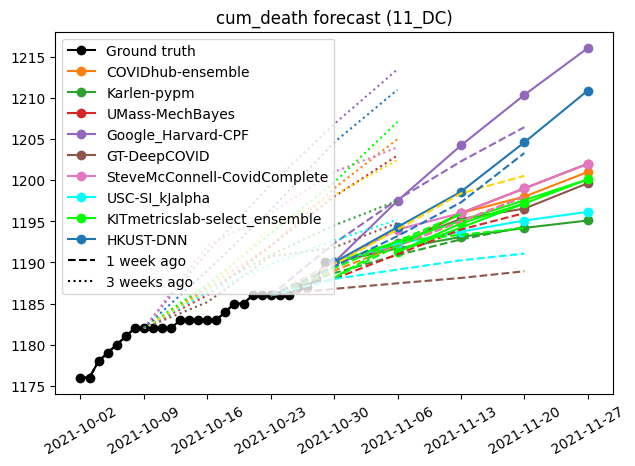 cum_death forecast (11_DC)
1215
1210
1205
1200
1195
1190
1185
1180
1175
Ground truth
COVIDhub-ensemble
Karlen-pypm
UMass-MechBayes
Google_Harvard-CPF
GT-DeepCOVID
SteveMcConnell-CovidComplete
USC-SI_kJalpha
KITmetricslab-select_ensemble
HKUST-DNN
1 week ago
3 weeks ago
2021-10-02
2021-10-09
2021-10-16
2021-10-23
2021-10-30
2021-11-06
2021-11-13
2021-11-20
2021-11-27